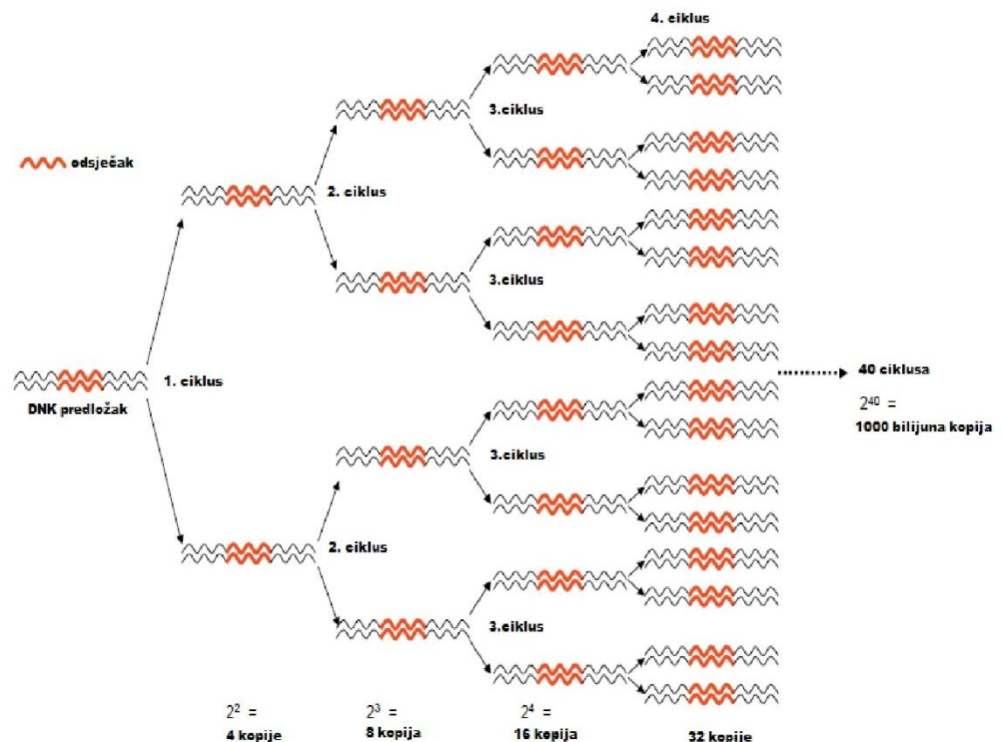 4. ciklus
3.ciklus
odsječak
2. ciklus
3.ciklus
1. ciklus
DNK predložak
40 ciklusa
2⁴⁰ =
1000 bilijuna kopija
3.ciklus
2. ciklus
3.ciklus
2² =
4 kopije
2³ =
8 kopija
2⁴ =
16 kopija
32 kopije